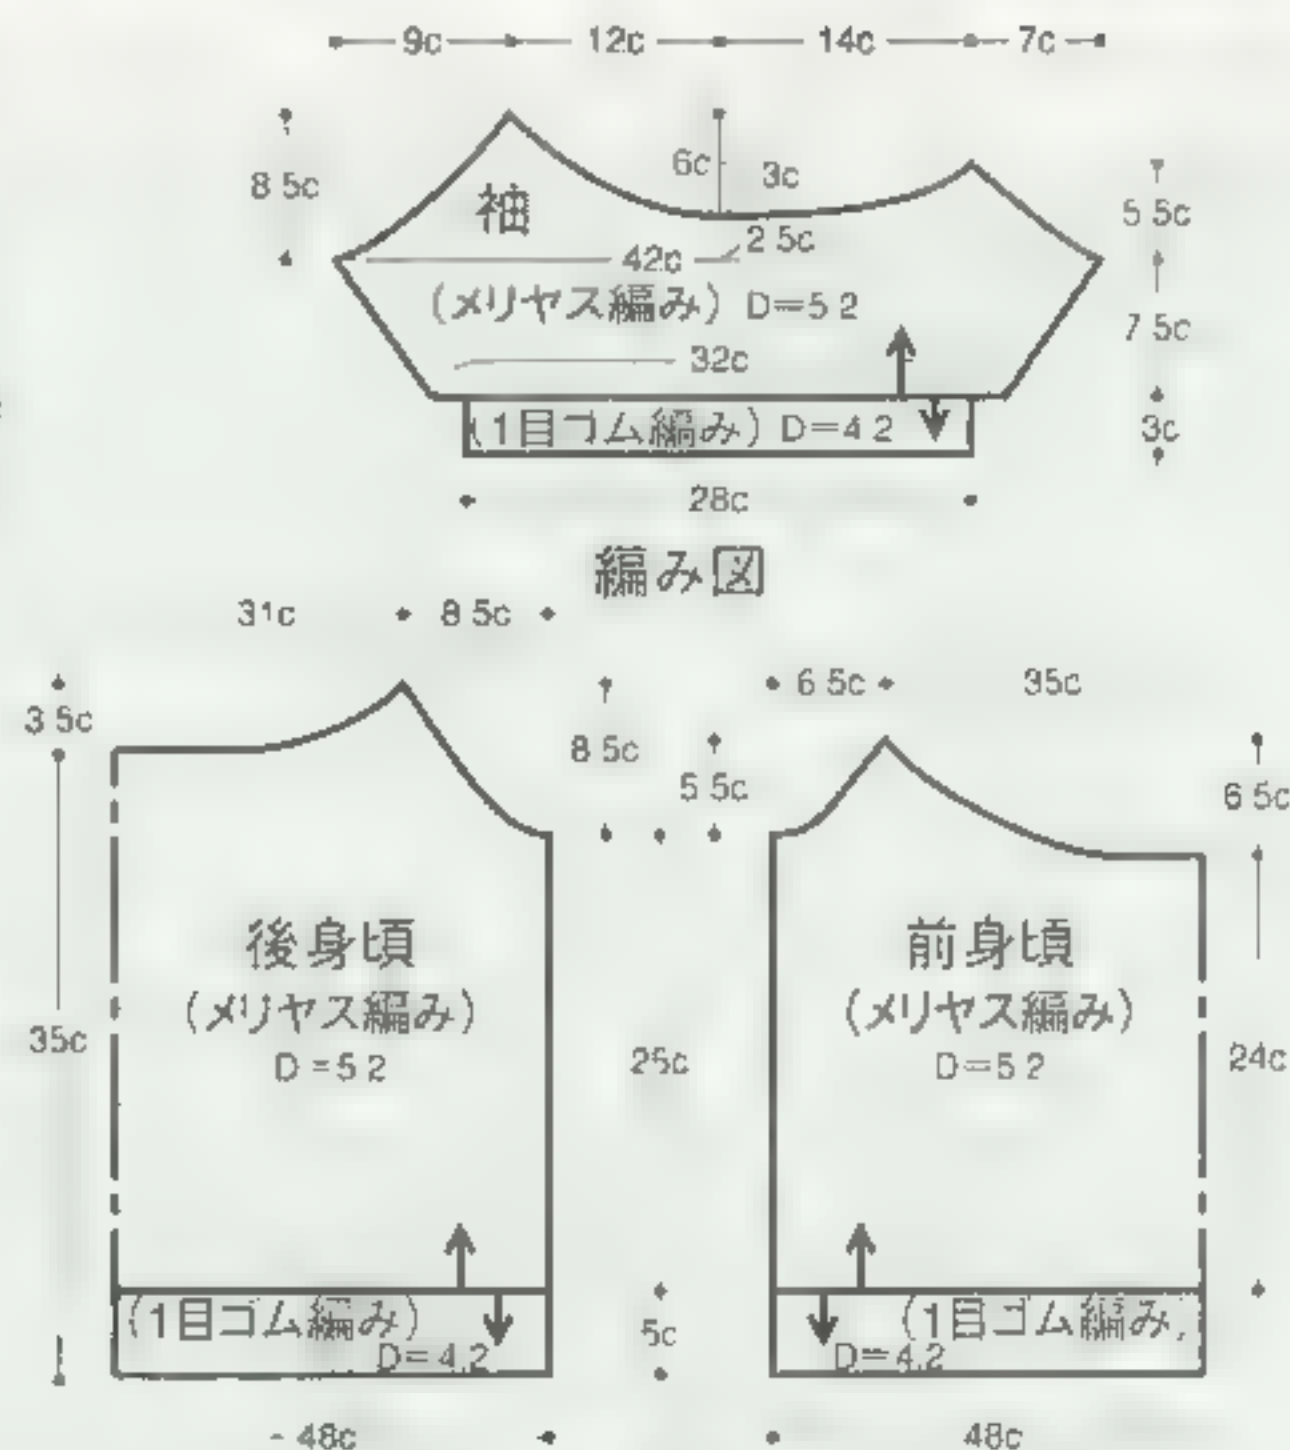 9c 12c 14c 7c
8 5c
6c 3c
袖
5 5c
42c 2 5c
(メリヤス編み) D=5 2
7 5c
32c
(1目ゴム編み) D=4 2
3c
28c
編み図
31c 8 5c
6 5c 35c
3 5c
8 5c
5 5c
6 5c
後身頃
(メリヤス編み)
D=5 2
35c
25c
前身頃
(メリヤス編み)
D=5 2
24c
(1目ゴム編み)
D=4.2
5c
(1目ゴム編み)
D=4.2
48c
48c